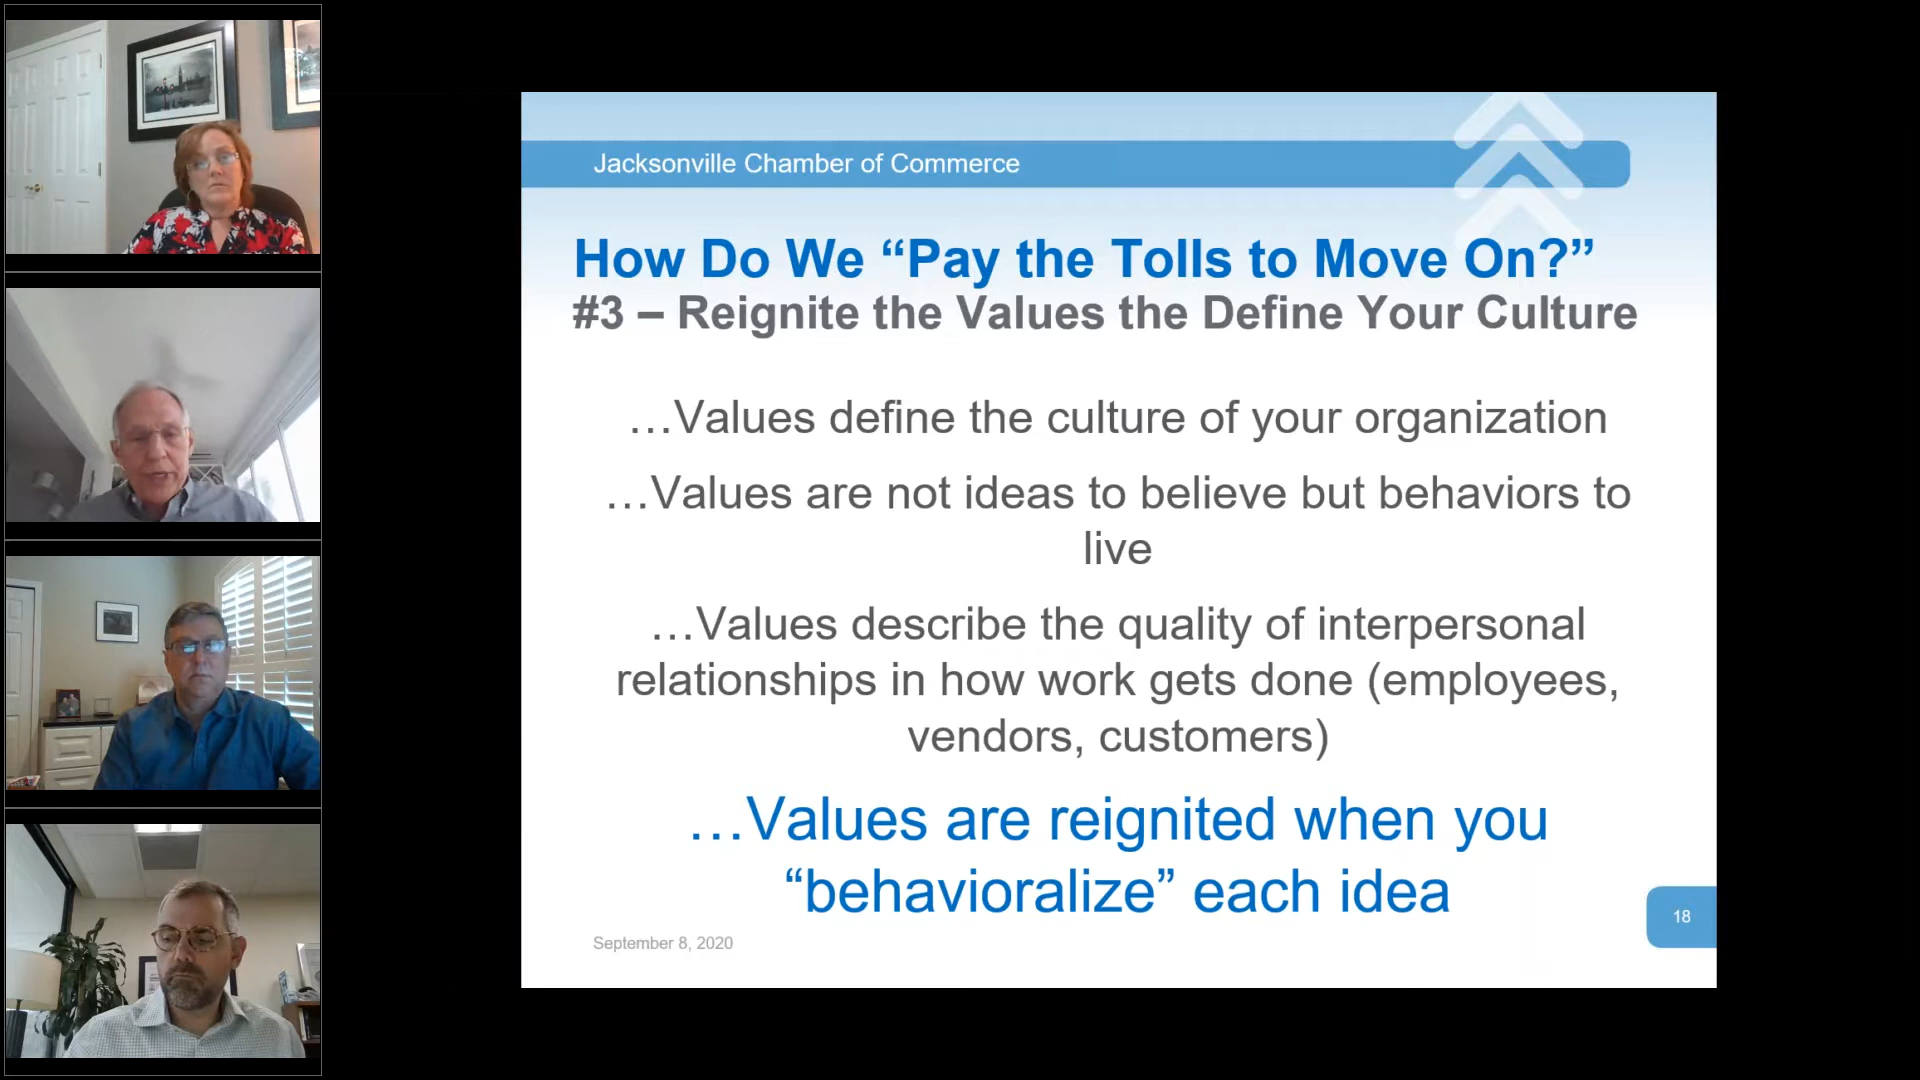 Jacksonville Chamber of Commerce
How Do We “Pay the Tolls to Move On?”
#3 – Reignite the Values the Define Your Culture
…Values define the culture of your organization
…Values are not ideas to believe but behaviors to
live
…Values describe the quality of interpersonal
relationships in how work gets done (employees,
vendors, customers)
…Values are reignited when you
“behavioralize” each idea
18
September 8, 2020